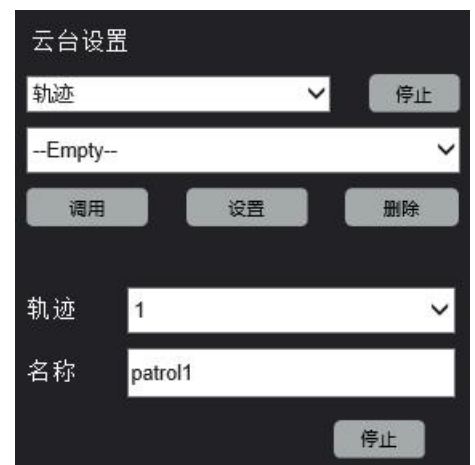 云台设置
轨迹 停止
--Empty--
调用 设置 删除
轨迹 1
名称 patrol1
停止